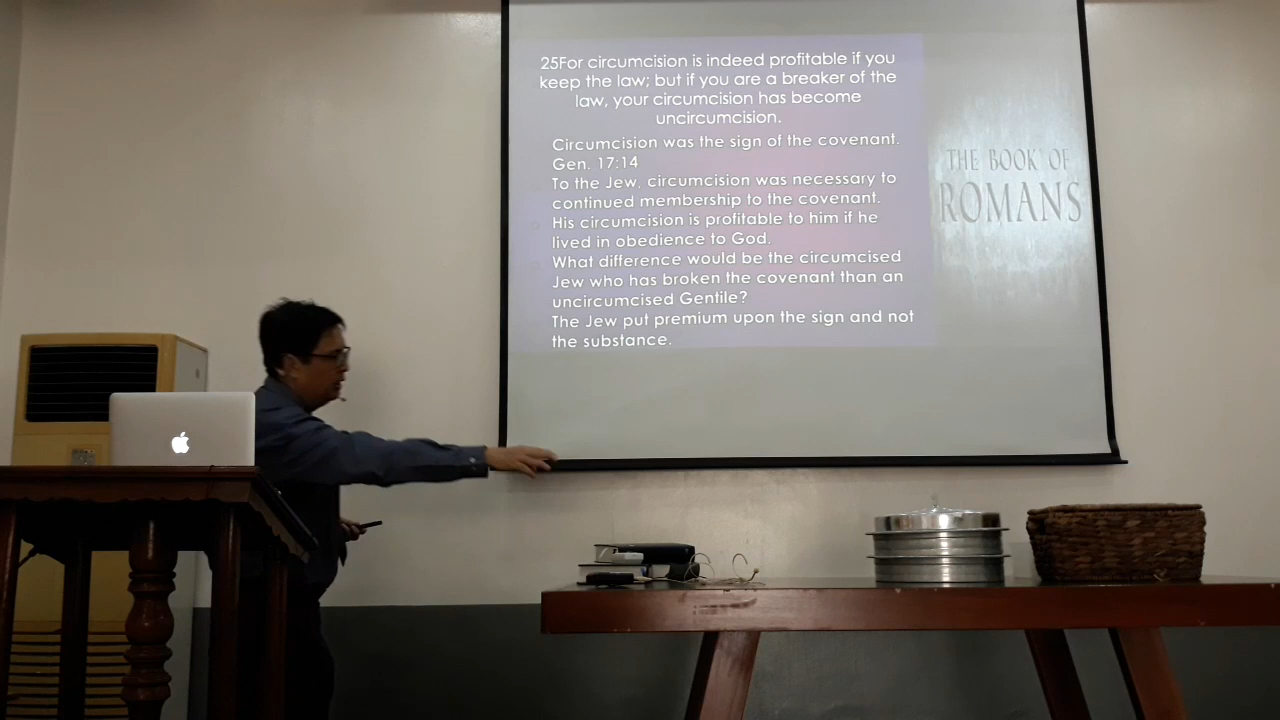 25For circumcision is indeed profitable if you
keep the law; but if you are a breaker of the
law, your circumcision has become
uncircumcision.
Circumcision was the sign of the covenant.
Gen. 17:14
To the Jew, circumcision was necessary to
continued membership to the covenant.
His circumcision is profitable to him if he
lived in obedience to God.
What difference would be the circumcised
Jew who has broken the covenant than an
uncircumcised Gentile?
The Jew put premium upon the sign and not
the substance.
THE BOOK OF
ROMANS